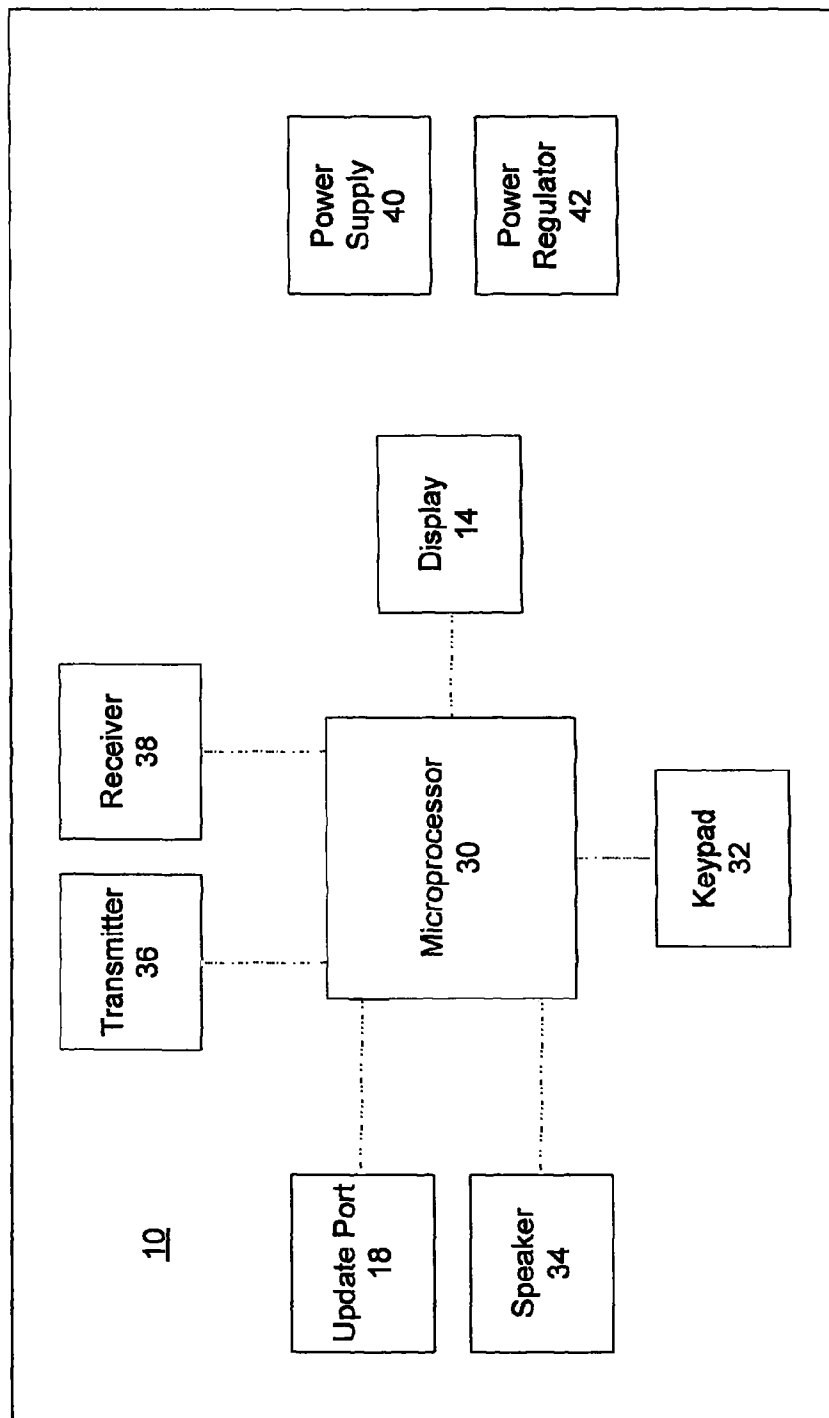 10
Transmitter
36
Receiver
38
Update Port
18
Speaker
34
Microprocessor
30
Keypad
32
Display
14
Power
Supply
40
Power
Regulator
42